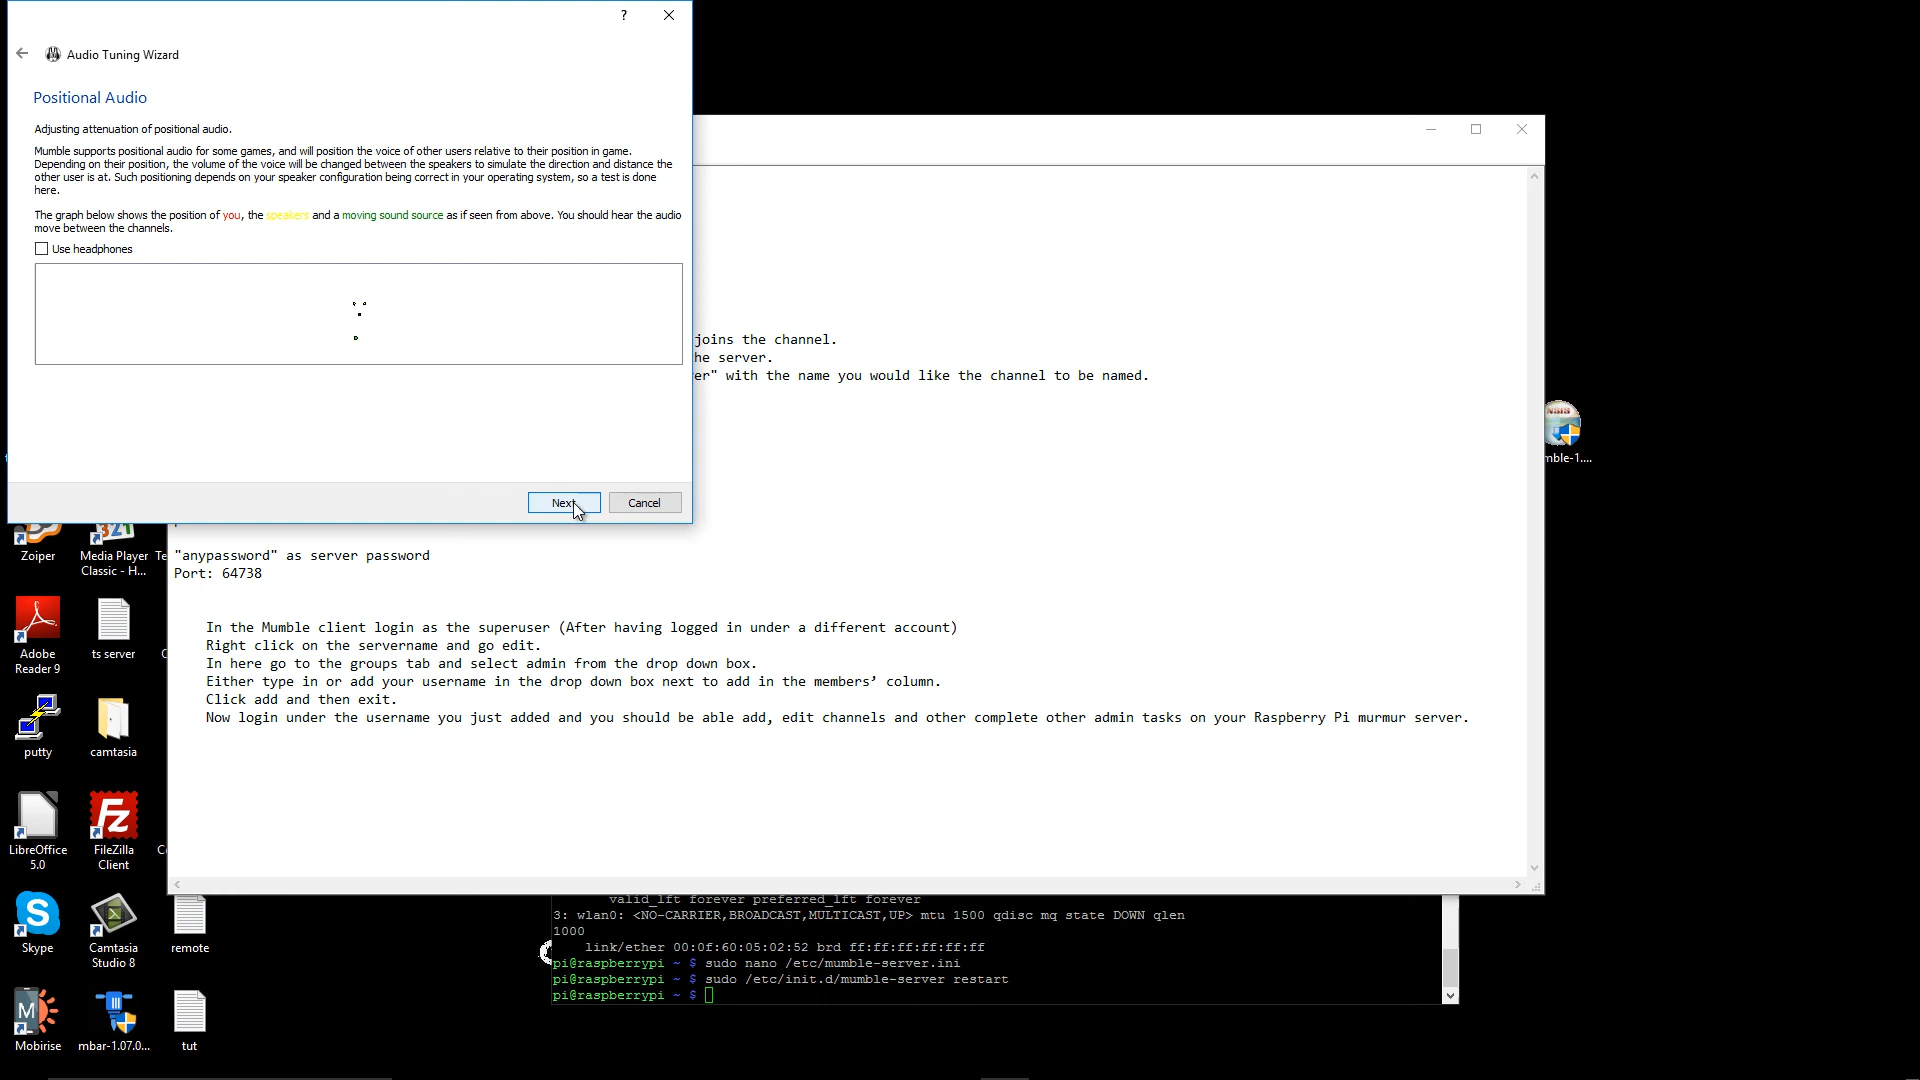 ?
Audio Tuning Wizard
Positional Audio
Adjusting attenuation of positional audio.
Mumble supports positional audio for some games, and will position the voice of other users relative to their position in game.
Depending on their position, the volume of the voice will be changed between the speakers to simulate the direction and distance the
other user is at. Such positioning depends on your speaker configuration being correct in your operating system, so a test is done
here.
The graph below shows the position of you, the speakers and a moving sound source as if seen from above. You should hear the audio
move between the channels.
Use headphones
Next
Cancel
joins the channel.
he server.
er" with the name you would like the channel to be named.
"anypassword" as server password
Port: 64738
In the Mumble client login as the superuser (After having logged in under a different account)
Right click on the servername and go edit.
In here go to the groups tab and select admin from the drop down box.
Either type in or add your username in the drop down box next to add in the members’ column.
Click add and then exit.
Now login under the username you just added and you should be able add, edit channels and other complete other admin tasks on your Raspberry Pi murmur server.
valid_lft forever preferred_lft forever
3: wlan0: <NO-CARRIER,BROADCAST,MULTICAST,UP> mtu 1500 qdisc mq state DOWN qlen
1000
link/ether 00:0f:60:05:02:52 brd ff:ff:ff:ff:ff:ff
pi@raspberrypi ~ $ sudo nano /etc/mumble-server.ini
pi@raspberrypi ~ $ sudo /etc/init.d/mumble-server restart
pi@raspberrypi ~ $
NSIS
mble-1....
321
Zoiper
Media Player
Classic - H...
Te
Adobe
Reader 9
ts server
putty
camtasia
LibreOffice
5.0
FileZilla
Client
Skype
Camtasia
Studio 8
remote
Mobirise
mbar-1.07.0...
tut